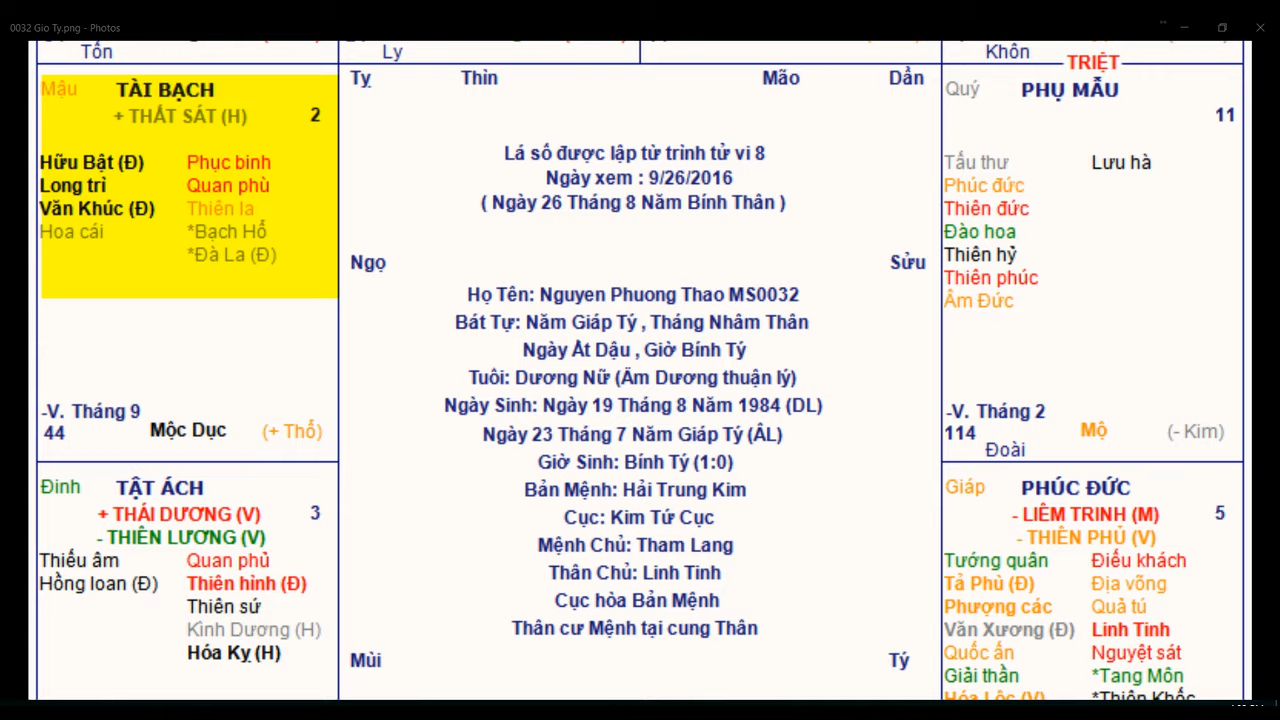 0032 Gio Ty.png - Photos
Tốn
Ly
Khôn
TRIỆT
Mậu
TÀI BẠCH
+ THẤT SÁT (H)
2
Hữu Bật (Đ)
Phục binh
Long trì
Quan phù
Văn Khúc (Đ)
Thiên la
Hoa cái
*Bạch Hổ
*Đà La (Đ)
-V. Tháng 9
44
Mộc Dục
(+ Thổ)
Đinh
TẬT ÁCH
+ THÁI DƯƠNG (V)
3
- THIÊN LƯƠNG (V)
Thiếu âm
Quan phủ
Hồng loan (Đ)
Thiên hình (Đ)
Thiên sứ
Kình Dương (H)
Hóa Kỵ (H)
Tỵ
Thìn
Mão
Dần
Lá số được lập từ trình tử vi 8
Ngày xem : 9/26/2016
( Ngày 26 Tháng 8 Năm Bính Thân )
Ngọ
Sửu
Họ Tên: Nguyen Phuong Thao MS0032
Bát Tự: Năm Giáp Tý , Tháng Nhâm Thân
Ngày Ất Dậu , Giờ Bính Tý
Tuổi: Dương Nữ (Âm Dương thuận lý)
Ngày Sinh: Ngày 19 Tháng 8 Năm 1984 (DL)
Ngày 23 Tháng 7 Năm Giáp Tý (ÂL)
Giờ Sinh: Bính Tý (1:0)
Bản Mệnh: Hải Trung Kim
Cục: Kim Tứ Cục
Mệnh Chủ: Tham Lang
Thân Chủ: Linh Tinh
Cục hòa Bản Mệnh
Thân cư Mệnh tại cung Thân
Mùi
Tý
Quý
PHỤ MẪU
11
Tấu thư
Lưu hà
Phúc đức
Thiên đức
Đào hoa
Thiên hỷ
Thiên phúc
Âm Đức
-V. Tháng 2
114
Mộ
(- Kim)
Đoài
Giáp
PHÚC ĐỨC
- LIÊM TRINH (M)
5
- THIÊN PHỦ (V)
Tướng quân
Điếu khách
Tả Phù (Đ)
Địa võng
Phượng các
Quả tú
Văn Xương (Đ)
Linh Tinh
Quốc ấn
Nguyệt sát
Giải thần
*Tang Môn
Hóa Lộc (V)
*Thiên Khốc